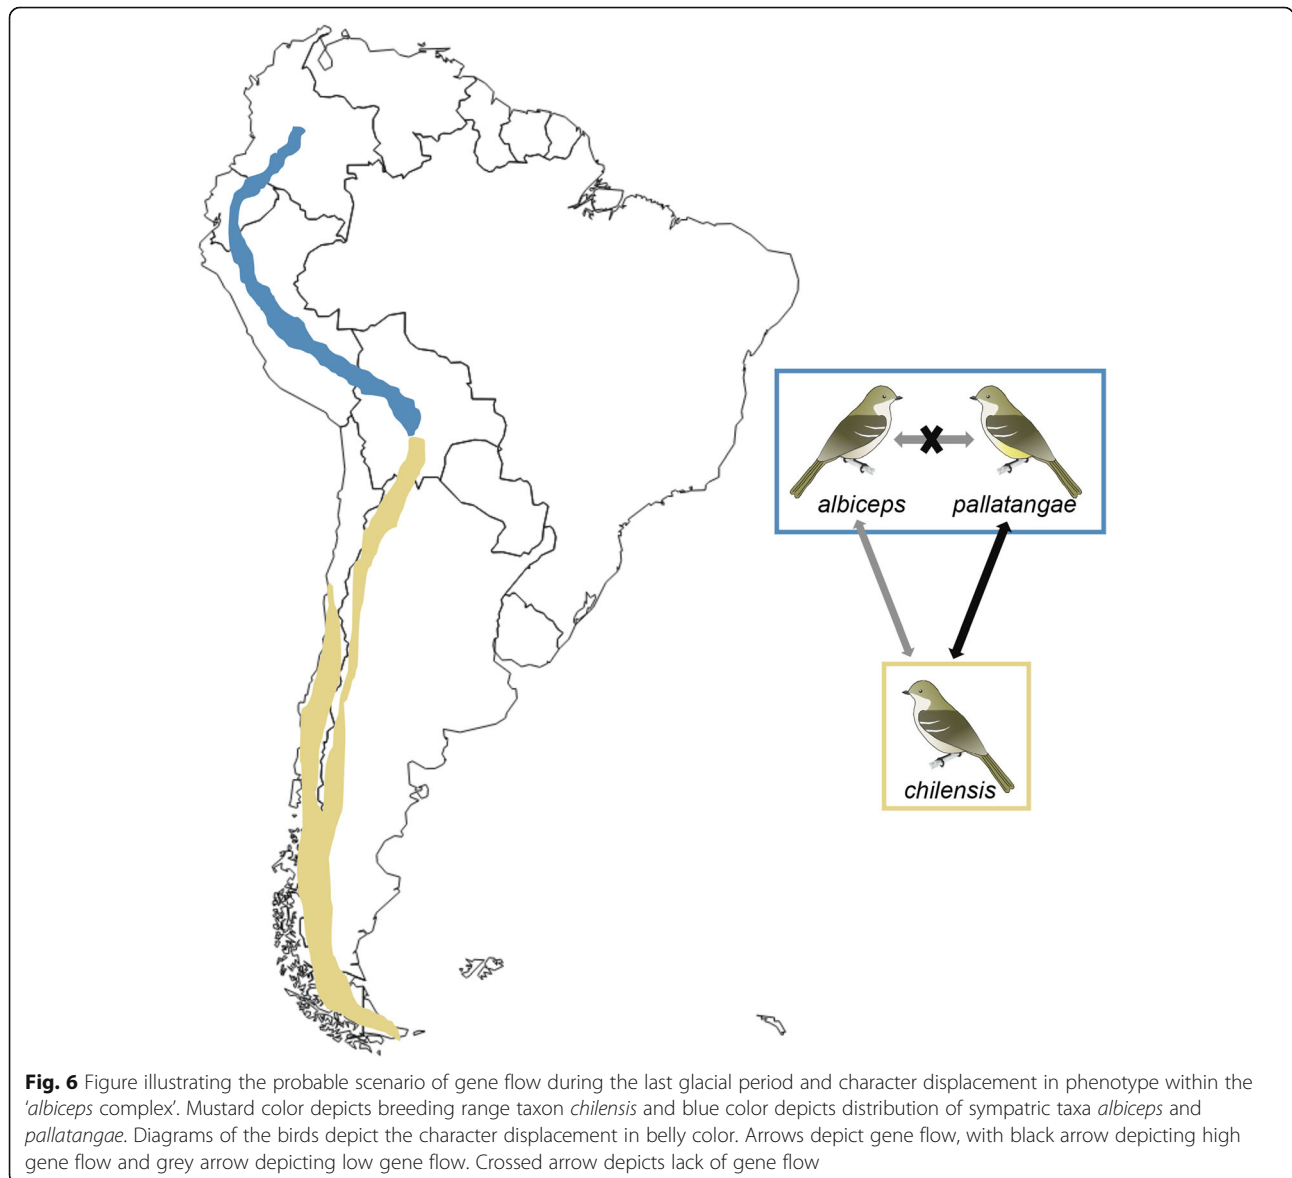 albiceps
pallatangae
chilensis
Fig. 6 Figure illustrating the probable scenario of gene flow during the last glacial period and character displacement in phenotype within the
‘albiceps complex’. Mustard color depicts breeding range taxon chilensis and blue color depicts distribution of sympatric taxa albiceps and
pallatangae. Diagrams of the birds depict the character displacement in belly color. Arrows depict gene flow, with black arrow depicting high
gene flow and grey arrow depicting low gene flow. Crossed arrow depicts lack of gene flow